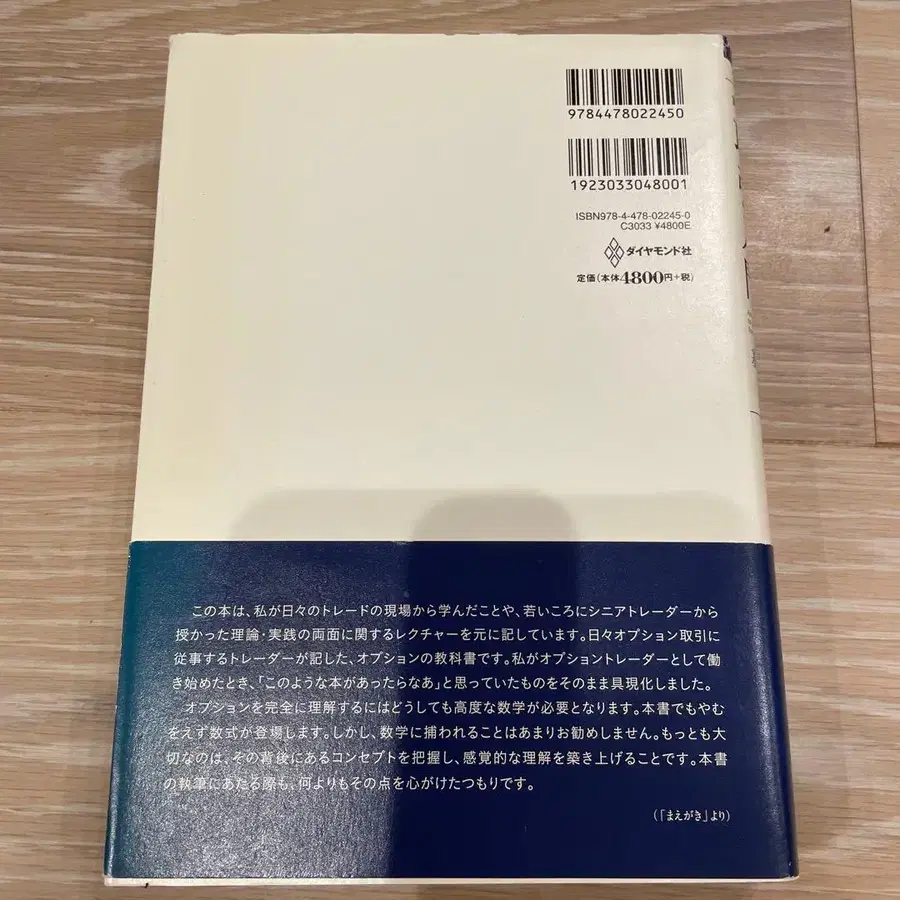 9784478022450
1923033048001
ISBN978-4-478-02245-0
C3033 ¥4800E
ダイヤモンド社
定価(本体4800円+税)
この本は、私が日々のトレードの現場から学んだことや、若いころにシニアトレーダーから
授かった理論・実践の両面に関するレクチャーを元に記しています。日々オプション取引に
従事するトレーダーが記した、オプションの教科書です。私がオプショントレーダーとして働
き始めたとき、「このような本があったらなあ」と思っていたものをそのまま具現化しました。
オプションを完全に理解するにはどうしても高度な数学が必要となります。本書でもやむ
をえず数式が登場します。しかし、数学に捕われることはあまりお勧めしません。もっとも大
切なのは、その背後にあるコンセプトを把握し、感覚的な理解を築き上げることです。本書
の執筆にあたる際も、何よりもその点を心がけたつもりです。
(「まえがき」より)